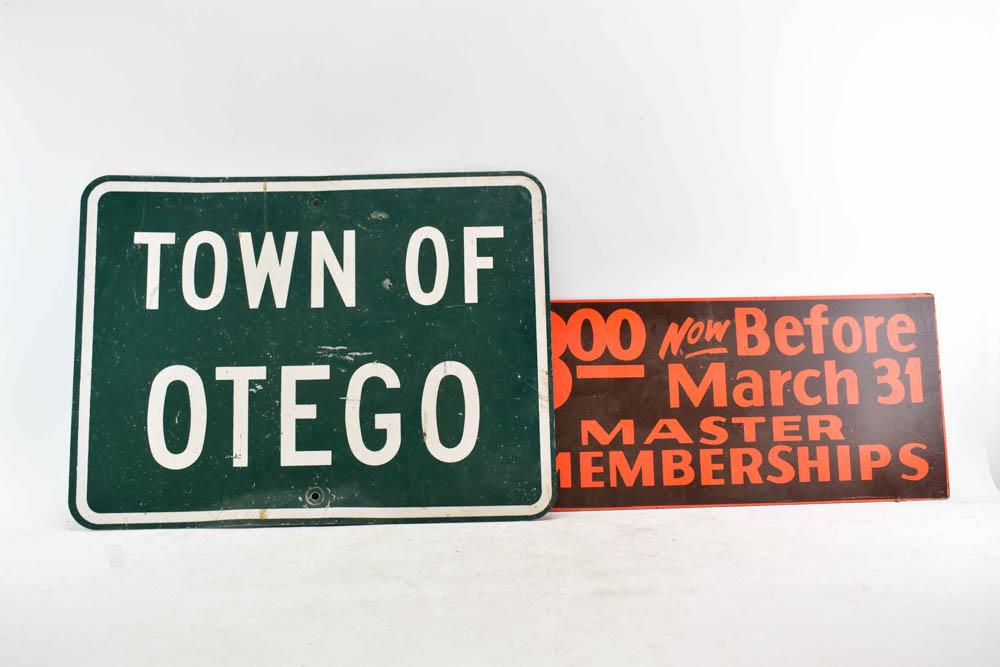 TOWN OF
OTEGO
00 Now Before
March 31
MASTER
MEMBERSHIPS